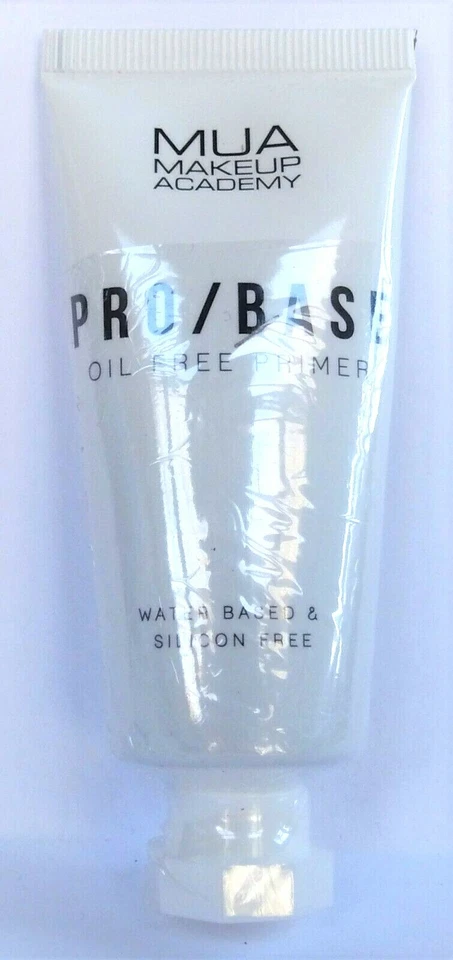 MUA
MAKEUP
ACADEMY
PRO/BASE
OIL FREE PRIMER
WATER BASED &
SILICON FREE